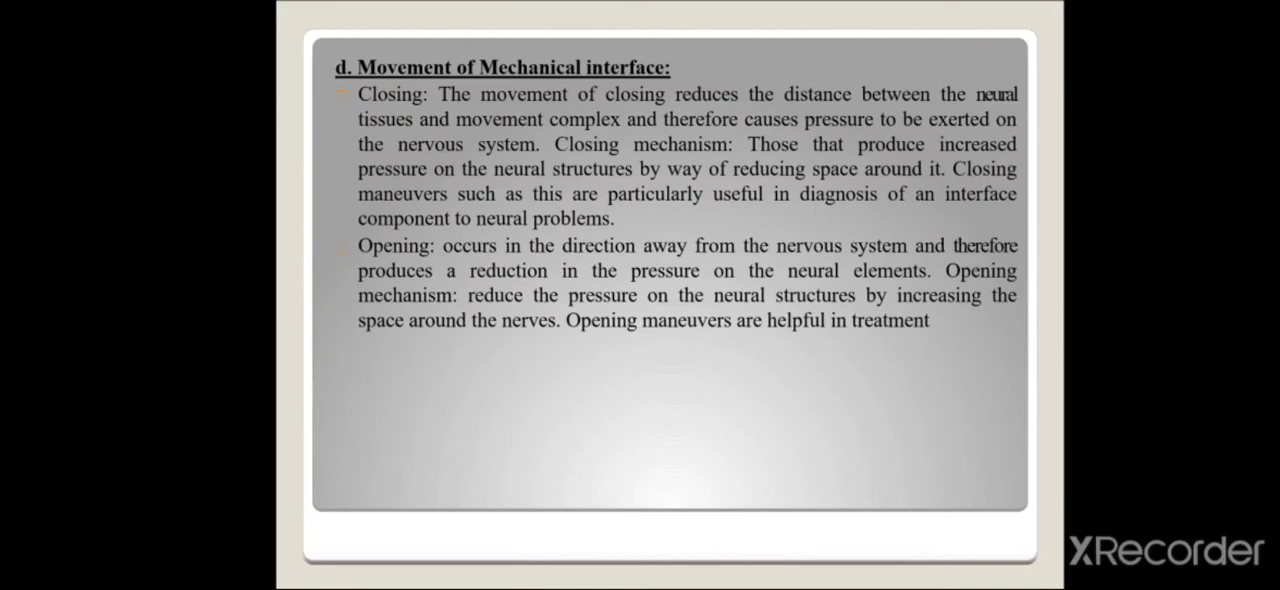 d. Movement of Mechanical interface:
Closing: The movement of closing reduces the distance between the neural
tissues and movement complex and therefore causes pressure to be exerted on
the nervous system. Closing mechanism: Those that produce increased
pressure on the neural structures by way of reducing space around it. Closing
maneuvers such as this are particularly useful in diagnosis of an interface
component to neural problems.
Opening: occurs in the direction away from the nervous system and therefore
produces a reduction in the pressure on the neural elements. Opening
mechanism: reduce the pressure on the neural structures by increasing the
space around the nerves. Opening maneuvers are helpful in treatment
XRecorder